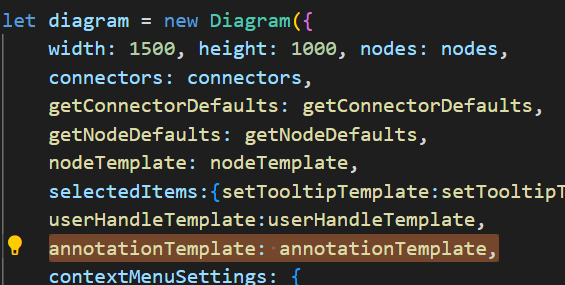 let diagram = new Diagram({
width: 1500, height: 1000, nodes: nodes,
connectors: connectors,
getConnectorDefaults: getConnectorDefaults,
getNodeDefaults: getNodeDefaults,
nodeTemplate: nodeTemplate,
selectedItems:{setTooltipTemplate:setTooltipT
userHandleTemplate:userHandleTemplate,
annotationTemplate: annotationTemplate,
contextMenuSettings: {